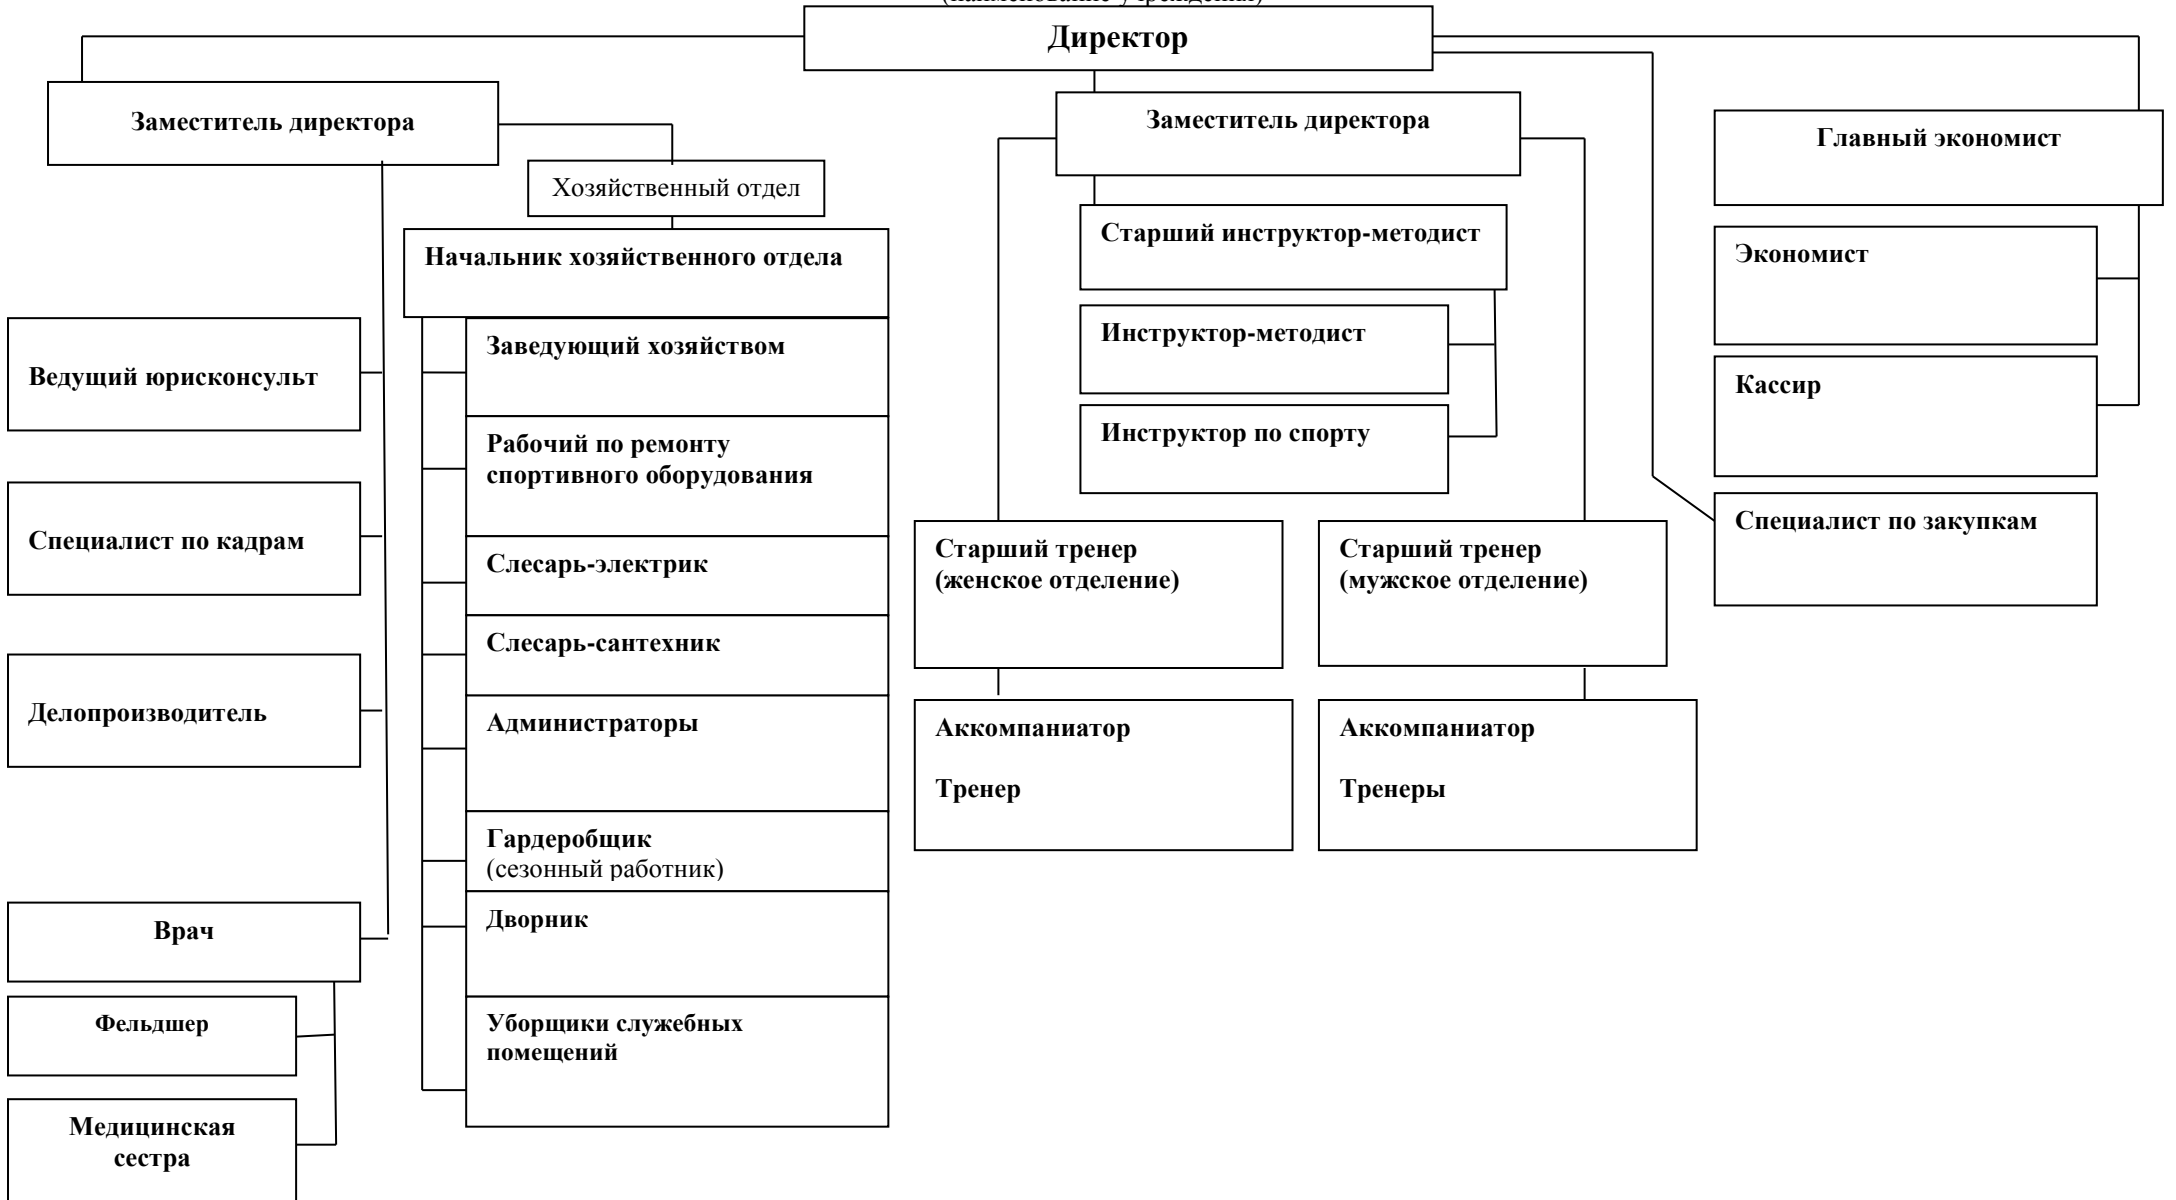 (наименование учреждения)
Директор
Заместитель директора
Заместитель директора
Главный экономист
Хозяйственный отдел
Начальник хозяйственного отдела
Ведущий юрисконсульт
Специалист по кадрам
Делопроизводитель
Врач
Фельдшер
Медицинская
сестра
Заведующий хозяйством
Рабочий по ремонту
спортивного оборудования
Слесарь-электрик
Слесарь-сантехник
Администраторы
Гардеробщик
(сезонный работник)
Дворник
Уборщики служебных
помещений
Старший инструктор-методист
Инструктор-методист
Инструктор по спорту
Старший тренер
(женское отделение)
Аккомпаниатор
Тренер
Старший тренер
(мужское отделение)
Аккомпаниатор
Тренеры
Экономист
Кассир
Специалист по закупкам